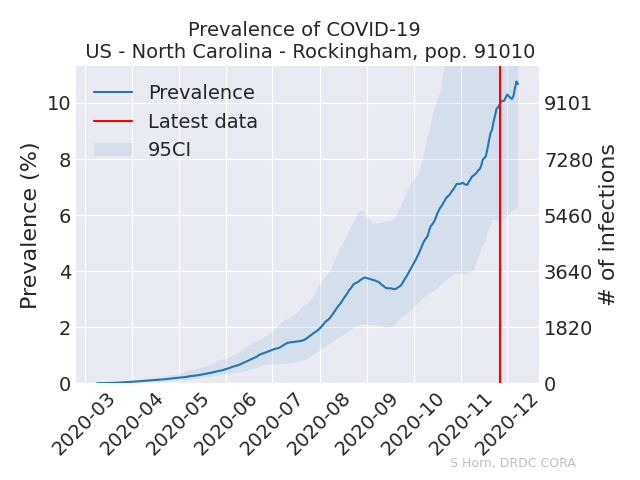 Prevalence of COVID-19
US - North Carolina - Rockingham, pop. 91010
Prevalence
Latest data
95CI
Prevalence (%)
10
8
6
4
2
0
9101
7280
5460
3640
1820
0
# of infections
2020-03
2020-04
2020-05
2020-06
2020-07
2020-08
2020-09
2020-10
2020-11
2020-12
S Horn, DRDC CORA